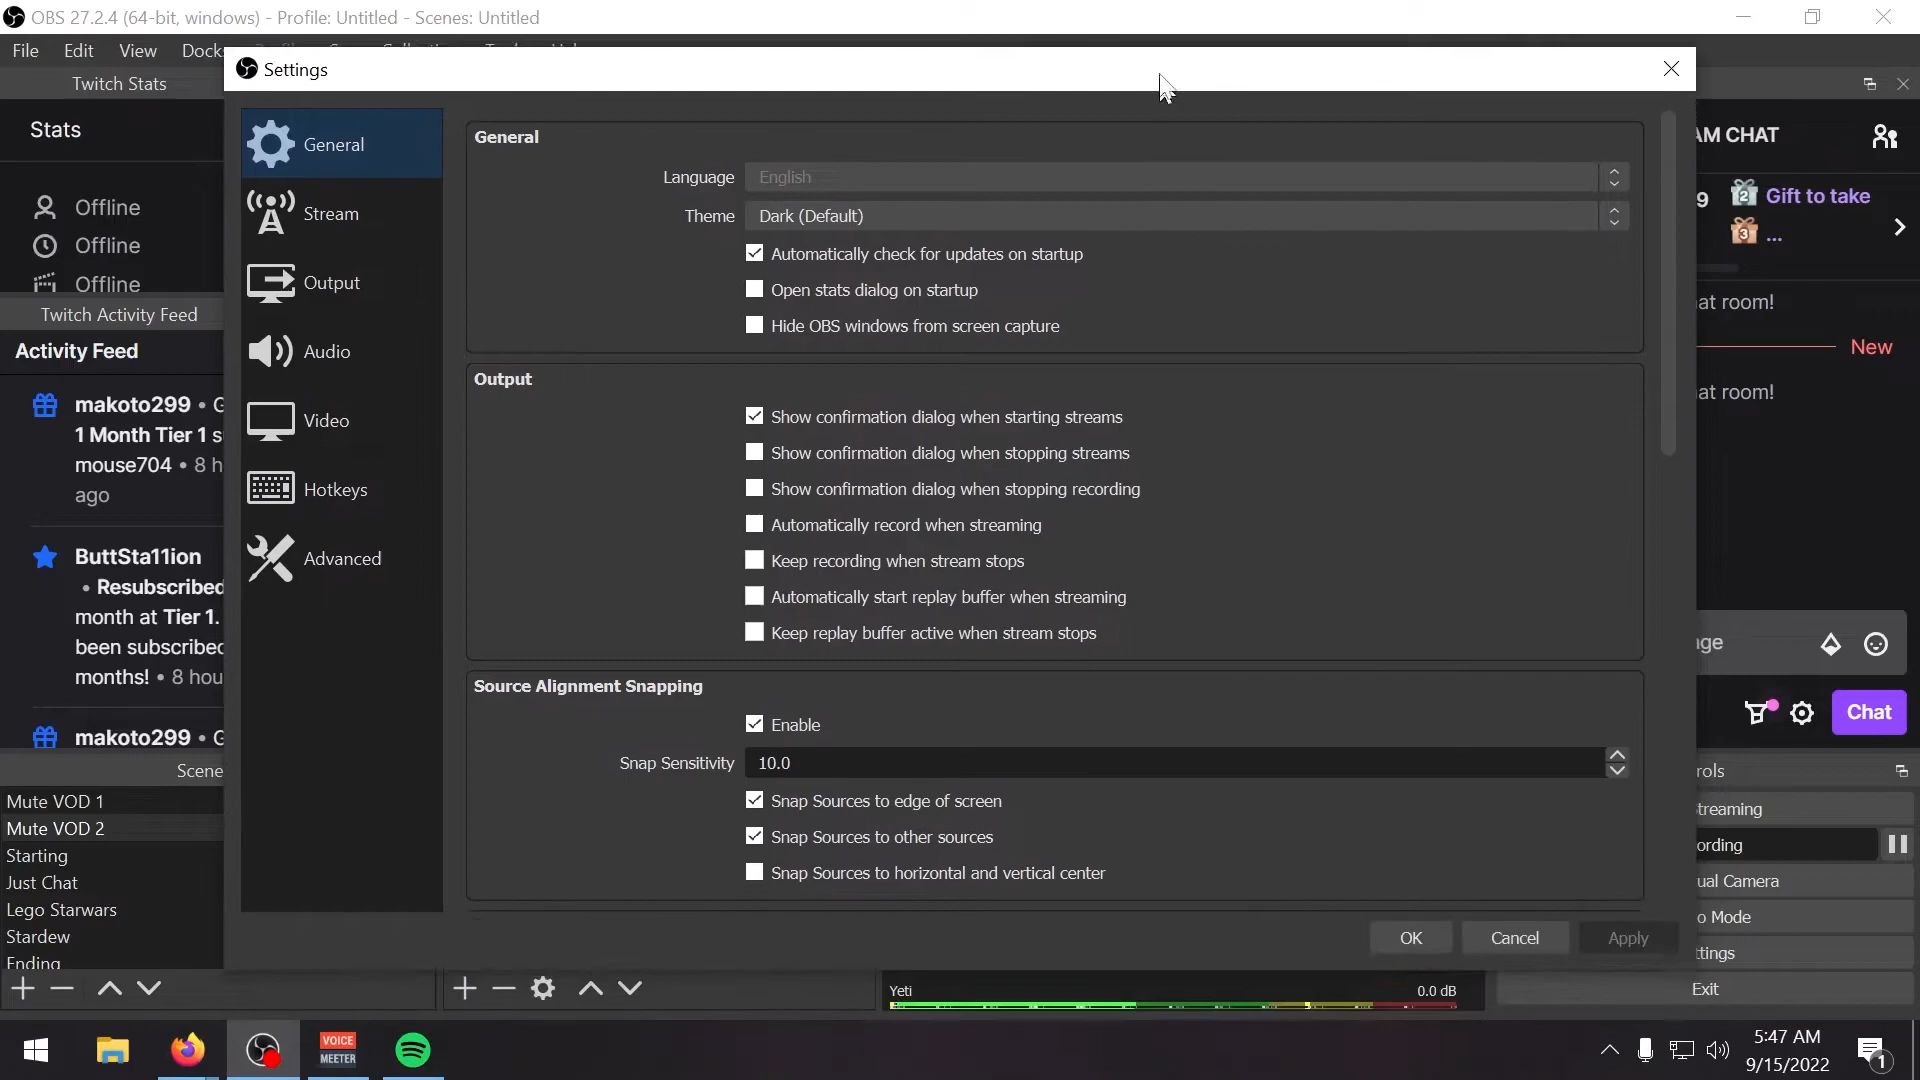 OBS 27.2.4 (64-bit, windows) - Profile: Untitled - Scenes: Untitled
File Edit View Dock
Twitch Stats
Stats
Offline
Offline
Offline
Twitch Activity Feed
Activity Feed
makoto299 • G
1 Month Tier 1 s
mouse704 • 8 h
ago
ButtSta11ion
• Resubscribed
month at Tier 1.
been subscribed
months! • 8 hou
makoto299 • G
Scene
Mute VOD 1
Mute VOD 2
Starting
Just Chat
Lego Starwars
Stardew
Ending
Settings
General
Stream
Output
Audio
Video
Hotkeys
Advanced
General
Language English
Theme Dark (Default)
Automatically check for updates on startup
Open stats dialog on startup
Hide OBS windows from screen capture
Output
Show confirmation dialog when starting streams
Show confirmation dialog when stopping streams
Show confirmation dialog when stopping recording
Automatically record when streaming
Keep recording when stream stops
Automatically start replay buffer when streaming
Keep replay buffer active when stream stops
Source Alignment Snapping
Enable
Snap Sensitivity 10.0
Snap Sources to edge of screen
Snap Sources to other sources
Snap Sources to horizontal and vertical center
OK Cancel Apply
AM CHAT
9 2 Gift to take
3 ...
at room!
New
at room!
ge
Chat
rols
treaming
ording
ual Camera
o Mode
ttings
Exit
Yeti 0.0 dB
VOICE
MEETER
5:47 AM
9/15/2022
1